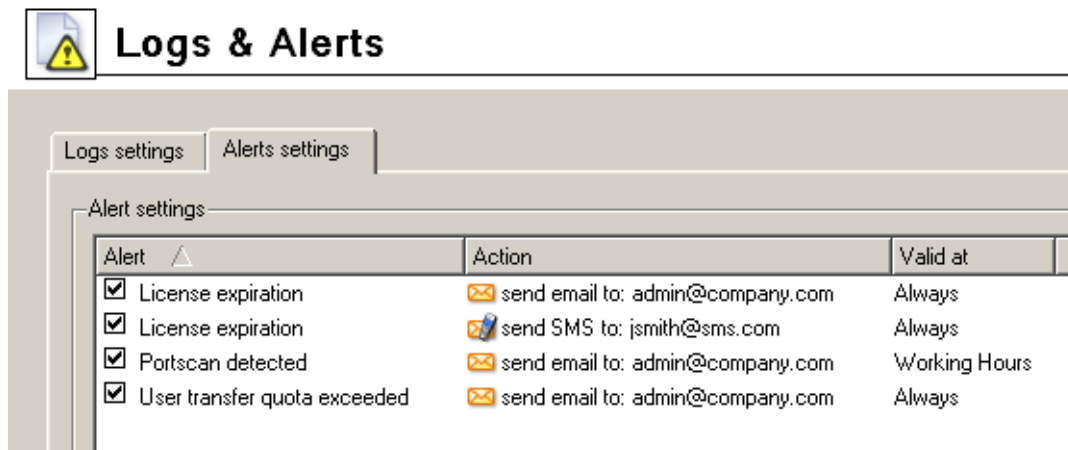 Logs & Alerts
Logs settings Alerts settings
Alert settings
Alert Action Valid at
License expiration send email to: admin@company.com Always
License expiration send SMS to: jsmith@sms.com Always
Portscan detected send email to: admin@company.com Working Hours
User transfer quota exceeded send email to: admin@company.com Always